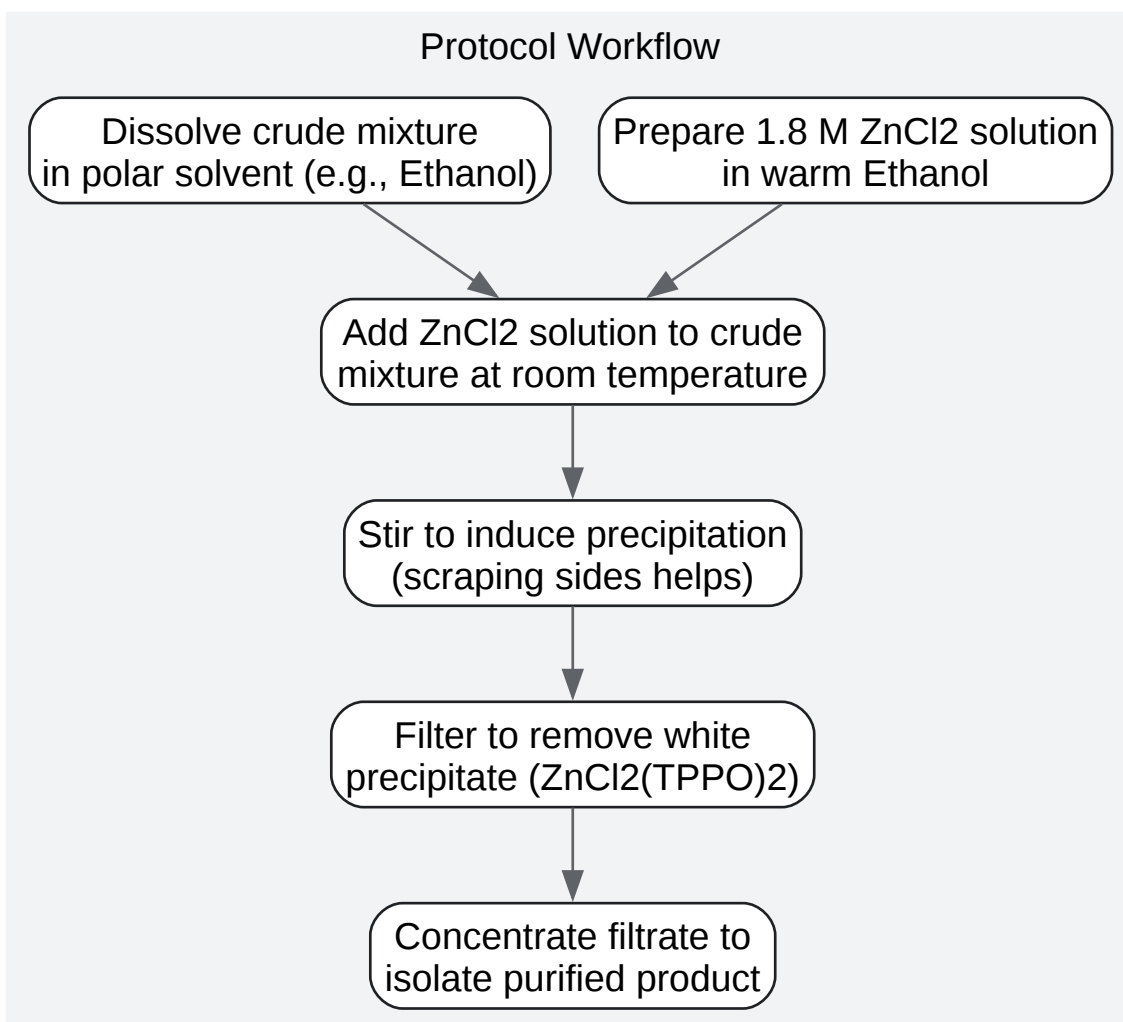 Protocol Workflow
Dissolve crude mixture
in polar solvent (e.g., Ethanol)
Prepare 1.8 M ZnCl2 solution
in warm Ethanol
Add ZnCl2 solution to crude
mixture at room temperature
Stir to induce precipitation
(scraping sides helps)
Filter to remove white
precipitate (ZnCl2(TPPO)2)
Concentrate filtrate to
isolate purified product